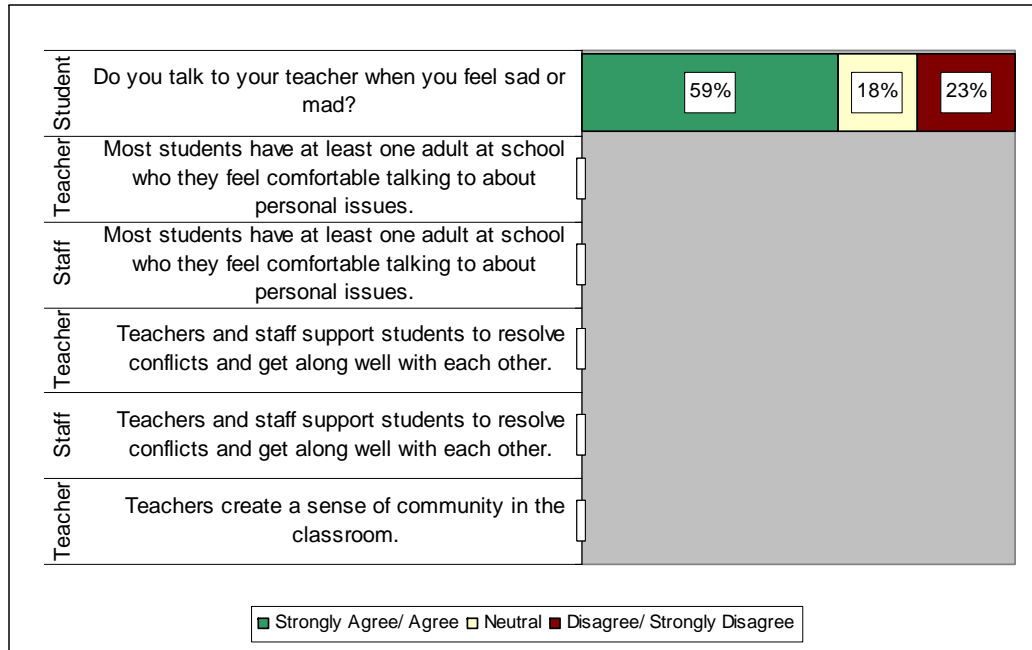 Student
Do you talk to your teacher when you feel sad or
mad?
59%
18%
23%
Teacher
Most students have at least one adult at school
who they feel comfortable talking to about
personal issues.
Staff
Most students have at least one adult at school
who they feel comfortable talking to about
personal issues.
Teacher
Teachers and staff support students to resolve
conflicts and get along well with each other.
Staff
Teachers and staff support students to resolve
conflicts and get along well with each other.
Teacher
Teachers create a sense of community in the
classroom.
Strongly Agree/ Agree Neutral Disagree/ Strongly Disagree